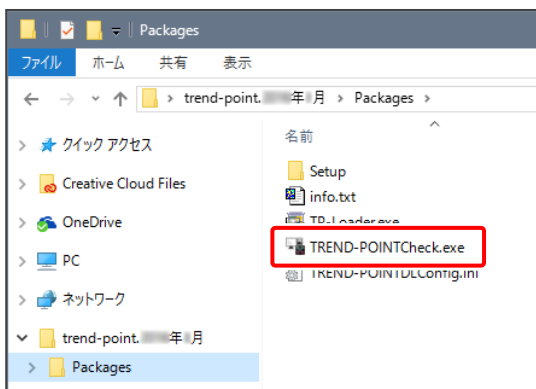 Packages
ファイル ホーム 共有 表示
trend-point. 年 月 > Packages >
名前
クイック アクセス
Setup
Creative Cloud Files
info.txt
OneDrive
TP-Loader.exe
PC
TREND-POINTCheck.exe
TREND-POINTDLConfig.ini
ネットワーク
trend-point. 年 月
Packages